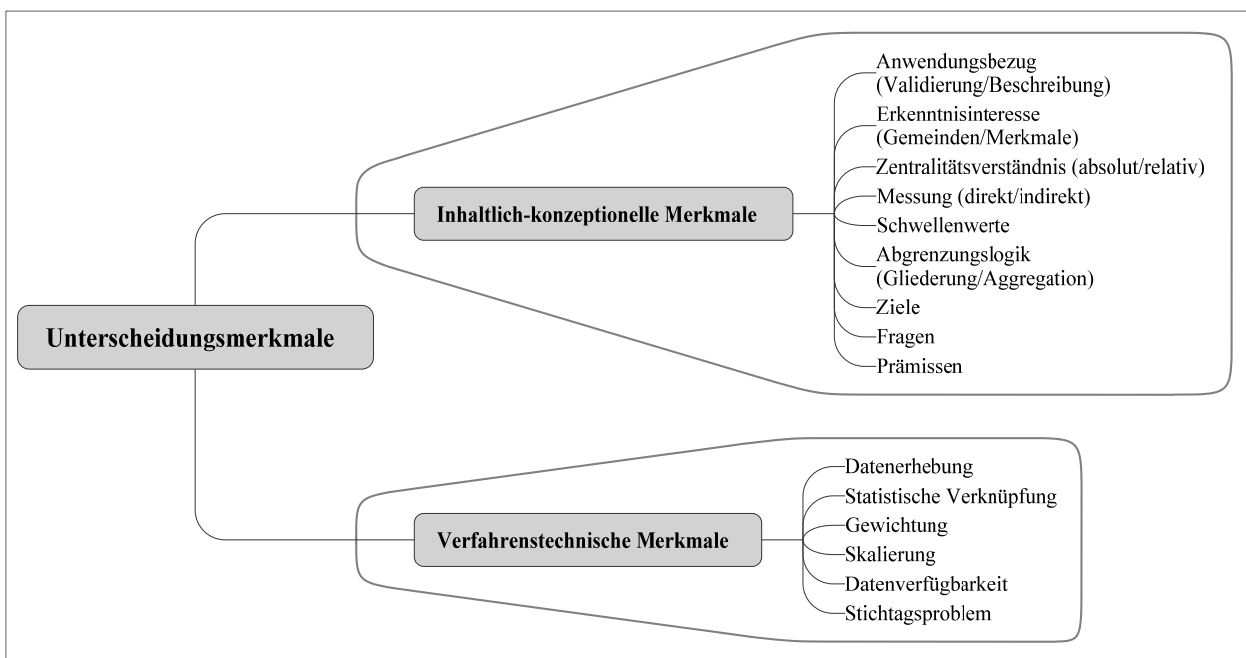 Unterscheidungsmerkmale
Inhaltlich-konzeptionelle Merkmale
Anwendungsbezug
(Validierung/Beschreibung)
Erkenntnisinteresse
(Gemeinden/Merkmale)
Zentralitätsverständnis (absolut/relativ)
Messung (direkt/indirekt)
Schwellenwerte
Abgrenzungslogik
(Gliederung/Aggregation)
Ziele
Fragen
Prämissen
Verfahrenstechnische Merkmale
Datenerhebung
Statistische Verknüpfung
Gewichtung
Skalierung
Datenverfügbarkeit
Stichtagsproblem